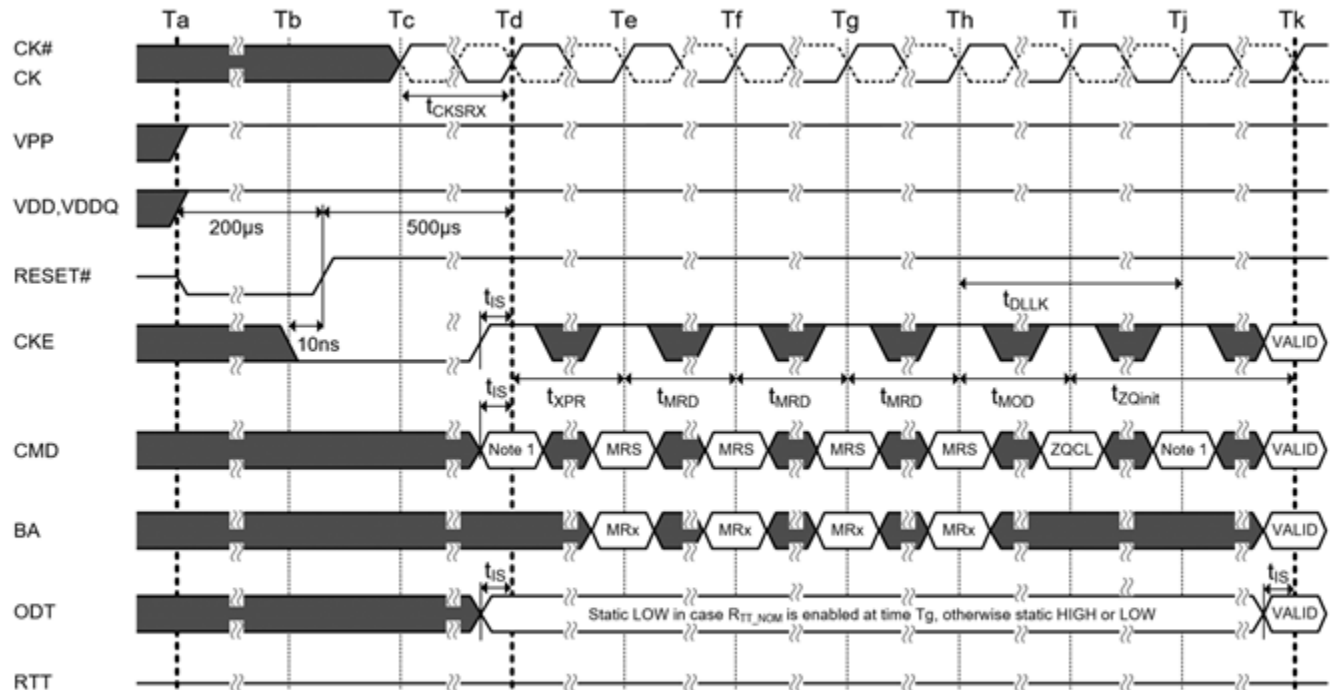 Ta Tb Tc Td Te Tf Tg Th Ti Tj Tk
CK#
CK
tCKSRX
VPP
VDD,VDDQ
200µs 500µs
RESET#
tIS tDLLK
CKE 10ns VALID
tIS tXPR tMRD tMRD tMRD tMOD tZQinit
CMD Note 1 MRS MRS MRS MRS ZQCL Note 1 VALID
BA MRx MRx MRx MRx VALID
tIS tIS
ODT Static LOW in case RTT_NOM is enabled at time Tg, otherwise static HIGH or LOW VALID
RTT